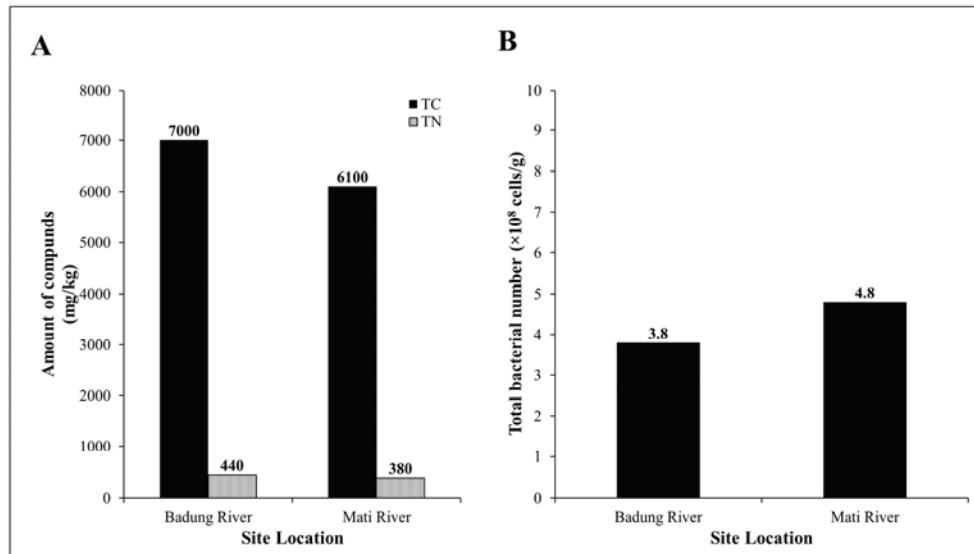 A
8000
7000
6000
5000
4000
3000
2000
1000
0
Amount of compunds
(mg/kg)
TC
TN
7000
440
6100
380
Badung River
Mati River
Site Location
B
10
9
8
7
6
5
4
3
2
1
0
Total bacterial number (×10⁸ cells/g)
3.8
4.8
Badung River
Mati River
Site Location